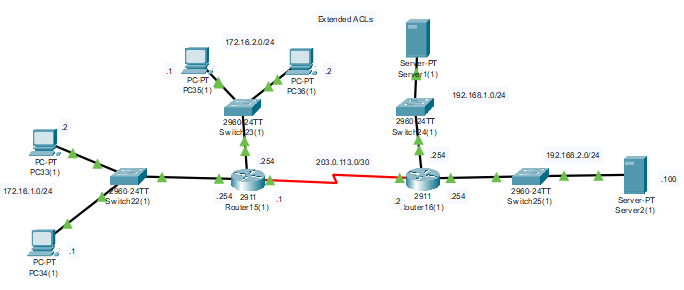 Extended ACLs
172.16.2.0/24
.1
PC-PT
PC35(1)
PC-PT
PC36(1)
.2
Server-PT
Server1(1)
2960-24TT
Switch23(1)
2960-24TT
Switch24(1)
192.168.1.0/24
.2
PC-PT
PC33(1)
172.16.1.0/24
2960-24TT
Switch22(1)
.254
.254
2911
Router15(1)
.1
203.0.113.0/30
.254
.2
2911
Router16(1)
.254
192.168.2.0/24
2960-24TT
Switch25(1)
Server-PT
Server2(1)
.100
.1
PC-PT
PC34(1)